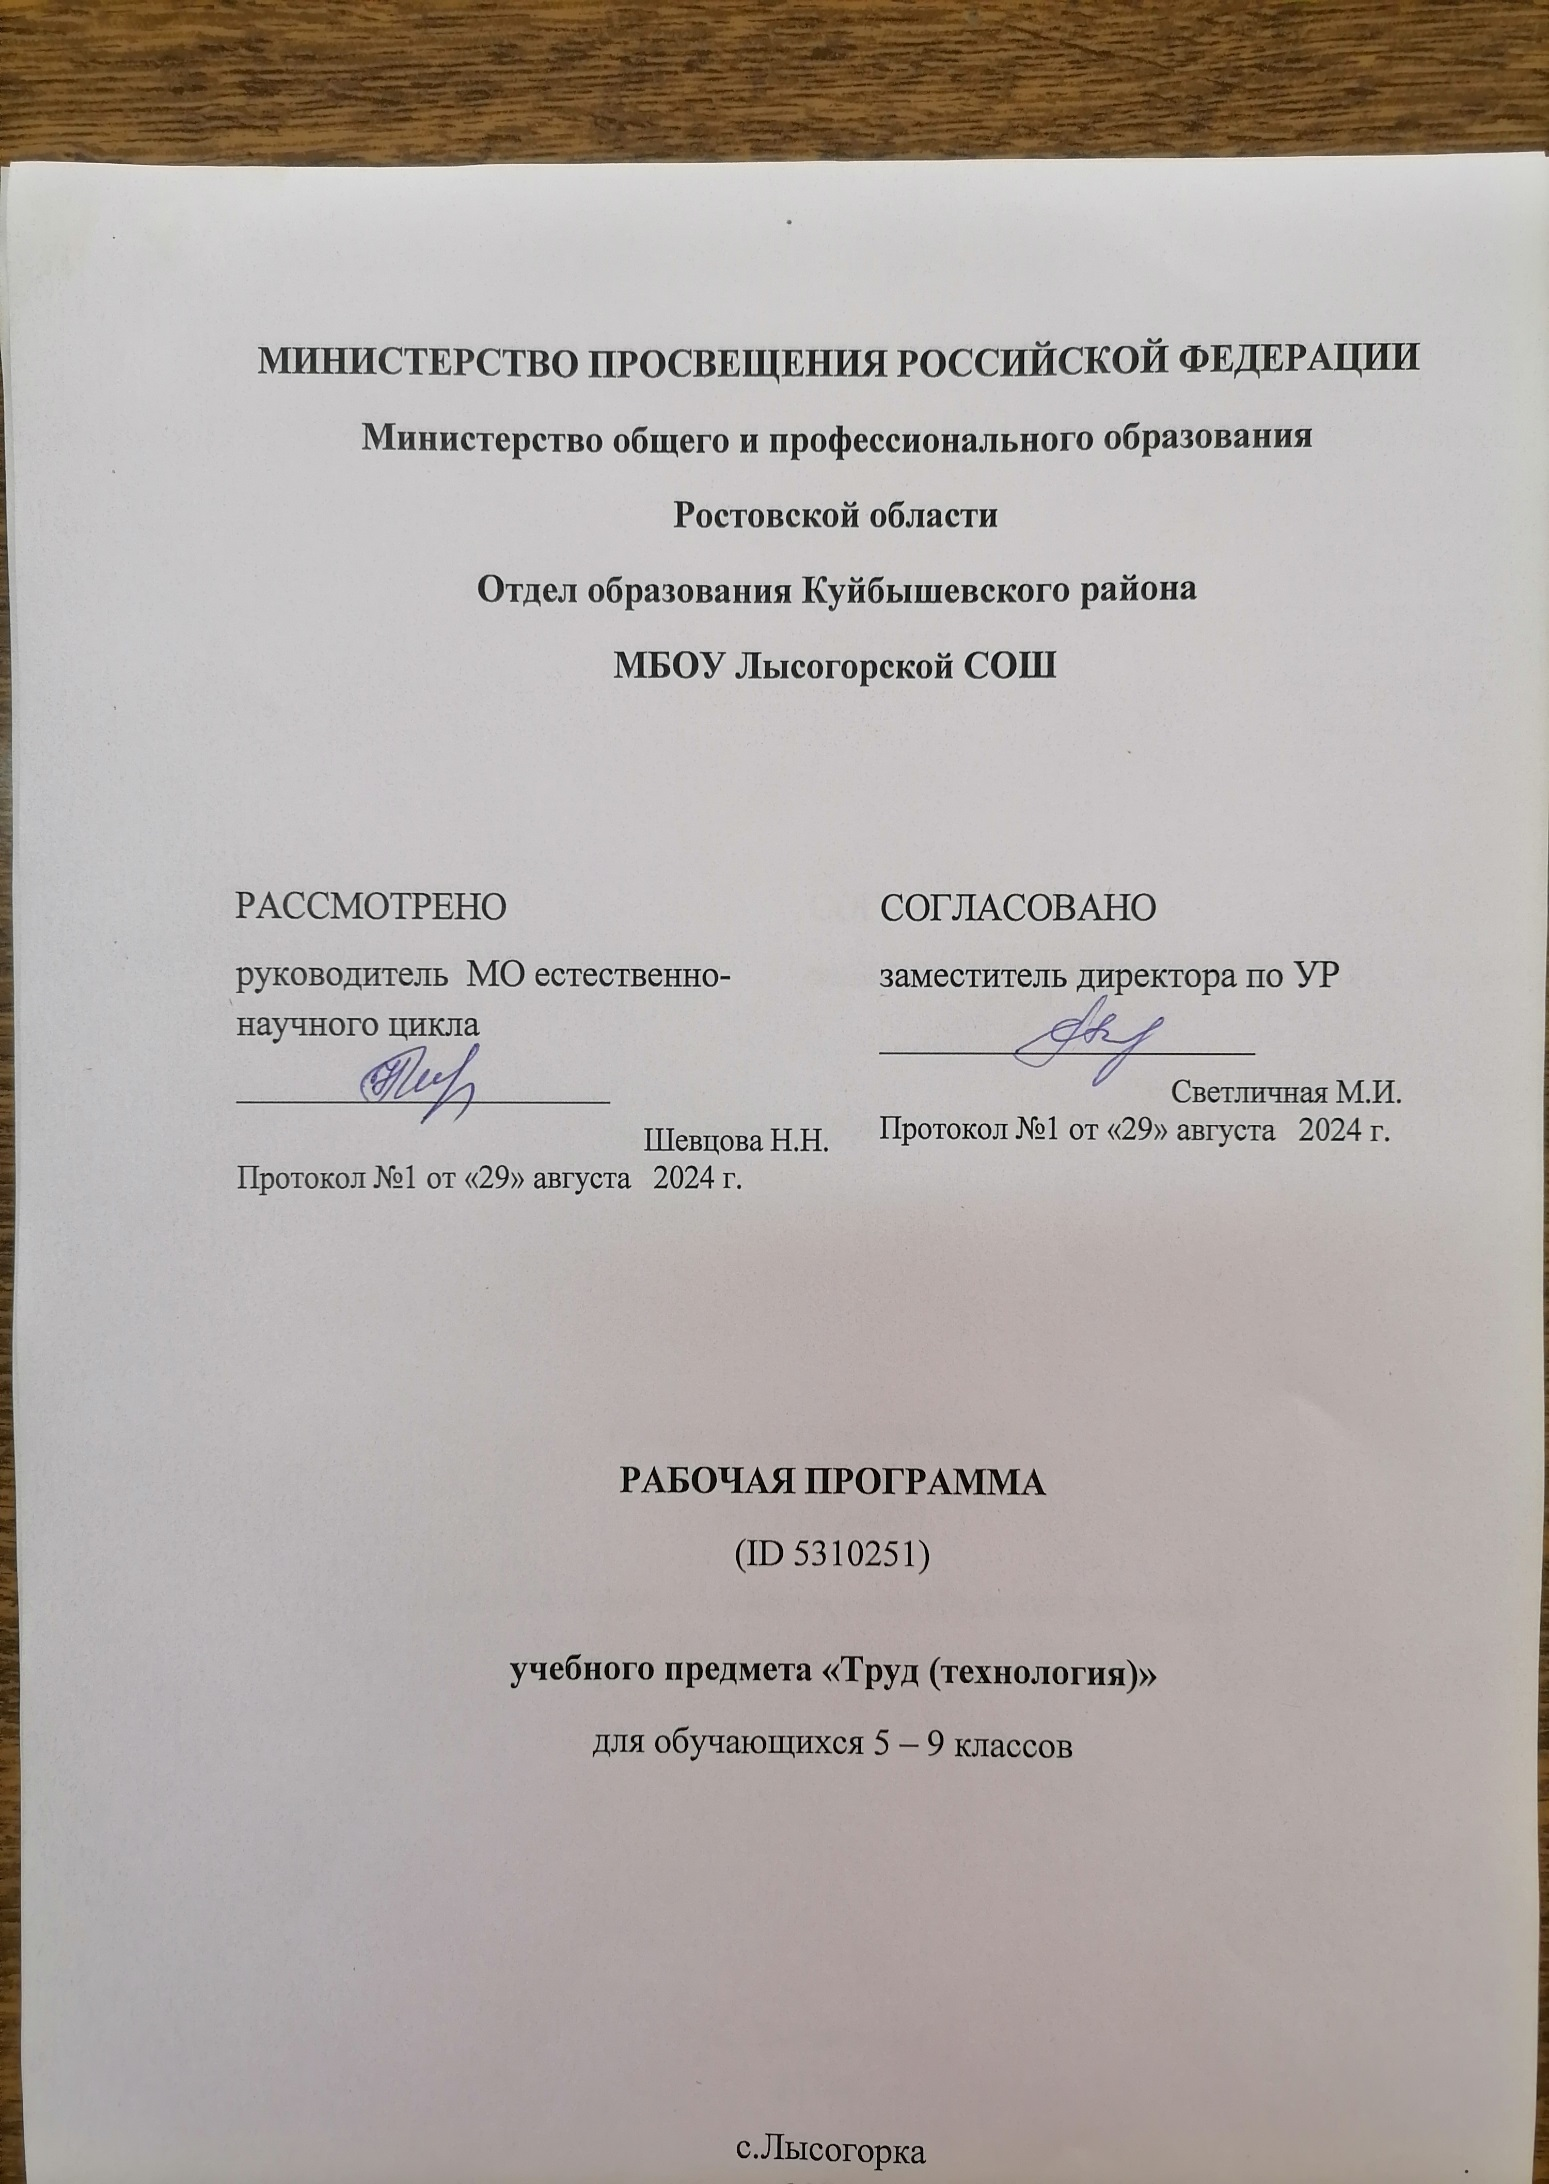 МИНИСТЕРСТВО ПРОСВЕЩЕНИЯ РОССИЙСКОЙ ФЕДЕРАЦИИ
Министерство общего и профессионального образования
Ростовской области
Отдел образования Куйбышевского района
МБОУ Лысогорской СОШ
РАССМОТРЕНО
руководитель МО естественно-
научного цикла
Шевцова Н.Н.
Протокол №1 от «29» августа 2024 г.
СОГЛАСОВАНО
заместитель директора по УР
Светличная М.И.
Протокол №1 от «29» августа 2024 г.
РАБОЧАЯ ПРОГРАММА
(ID 5310251)
учебного предмета «Труд (технология)»
для обучающихся 5 – 9 классов
с.Лысогорка